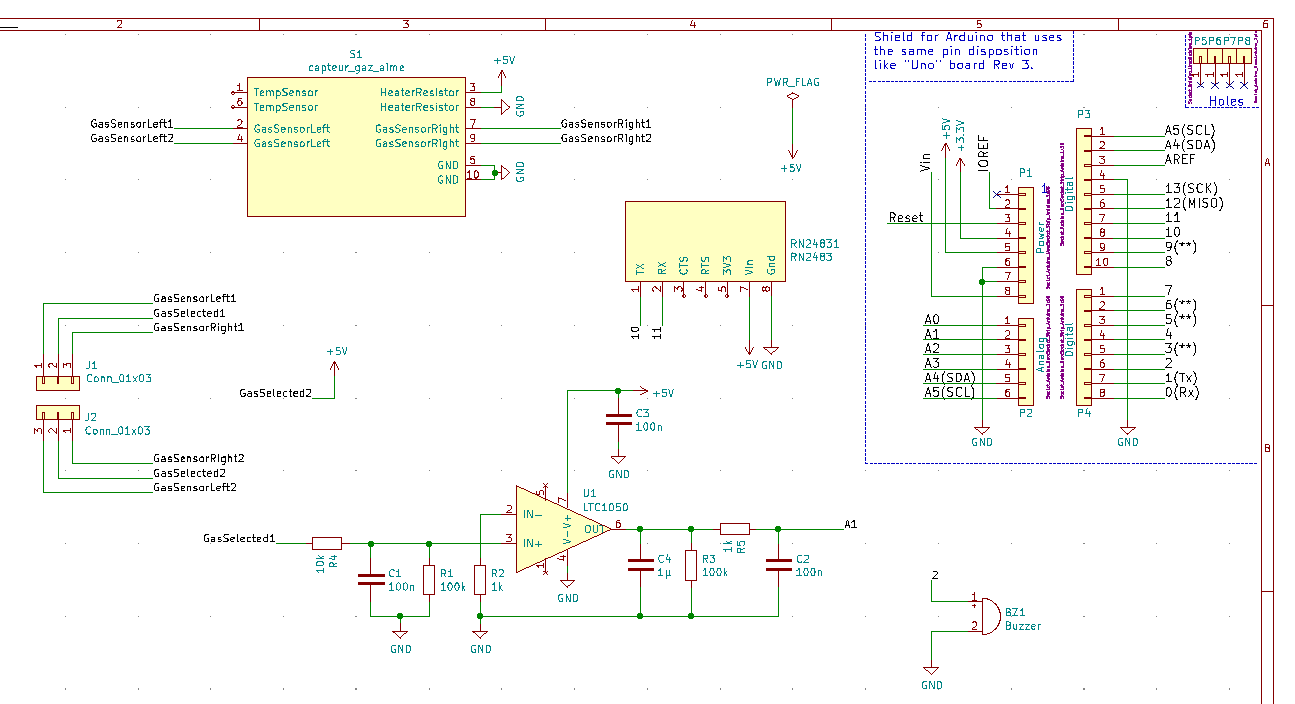 2
3
4
5
6
A
B
S1
capteur_gaz_aime
1 TempSensor
6 TempSensor
2 GasSensorLeft
4 GasSensorLeft
HeaterResistor 3
HeaterResistor 8
GasSensorRight 7
GasSensorRight 9
GND 5
GND 10
GasSensorLeft1
GasSensorLeft2
GasSensorRight1
GasSensorRight2
+5V
GND
GND
PWR_FLAG
+5V
RN24831
RN2483
TX RX CTS RTS 3V3 Vin Gnd
1 2 3 4 5 7 8
10 11
+5V GND
GasSensorLeft1
GasSelected1
GasSensorRight1
1 2 3
J1
Conn_01x03
J2
Conn_01x03
3 2 1
GasSensorRight2
GasSelected2
GasSensorLeft2
+5V
GasSelected2
+5V
C3
100n
GND
GasSelected1
10k
R4
C1
100n
R1
100k
R2
1k
GND
GND
U1
LTC1050
2 IN-
3 IN+
OUT 6
V- V+
5 7
1 4
GND
C4
1µ
R3
100k
1k
R5
C2
100n
A1
2
1
+
2
BZ1
Buzzer
GND
Shield for Arduino that uses
the same pin disposition
like "Uno" board Rev 3.
P5P6P7P8
1 1 1 1
Holes
Vin
+5V
+3.3V
IOREF
Reset
P1
1
Power
1
2
3
4
5
6
7
8
A0 1
A1 2
A2 3
A3 4
A4(SDA) 5
A5(SCL) 6
Analog
P2
GND
P3
Digital
1 A5(SCL)
2 A4(SDA)
3 AREF
4
5 13(SCK)
6 12(MISO)
7 11
8 10
9 9(**)
10 8
Digital
1 7
2 6(**)
3 5(**)
4 4
5 3(**)
6 2
7 1(Tx)
8 0(Rx)
P4
GND